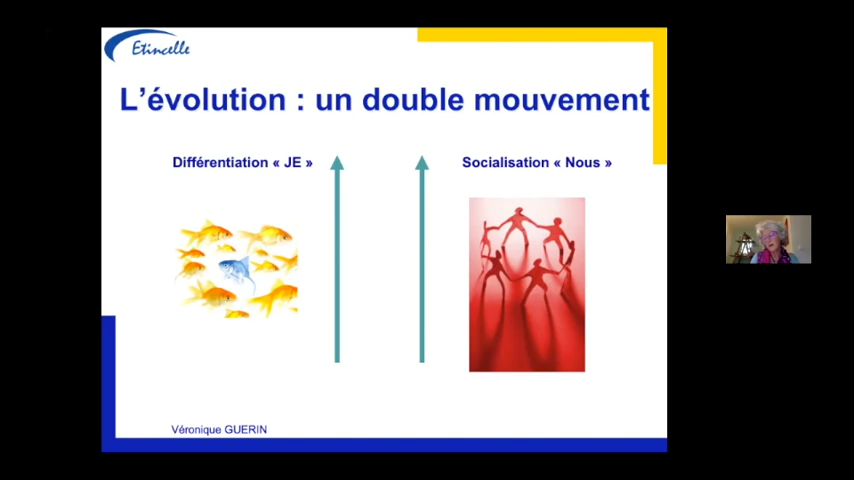 Etincelle
L'évolution : un double mouvement
Différentiation « JE »
Socialisation « Nous »
Véronique GUERIN